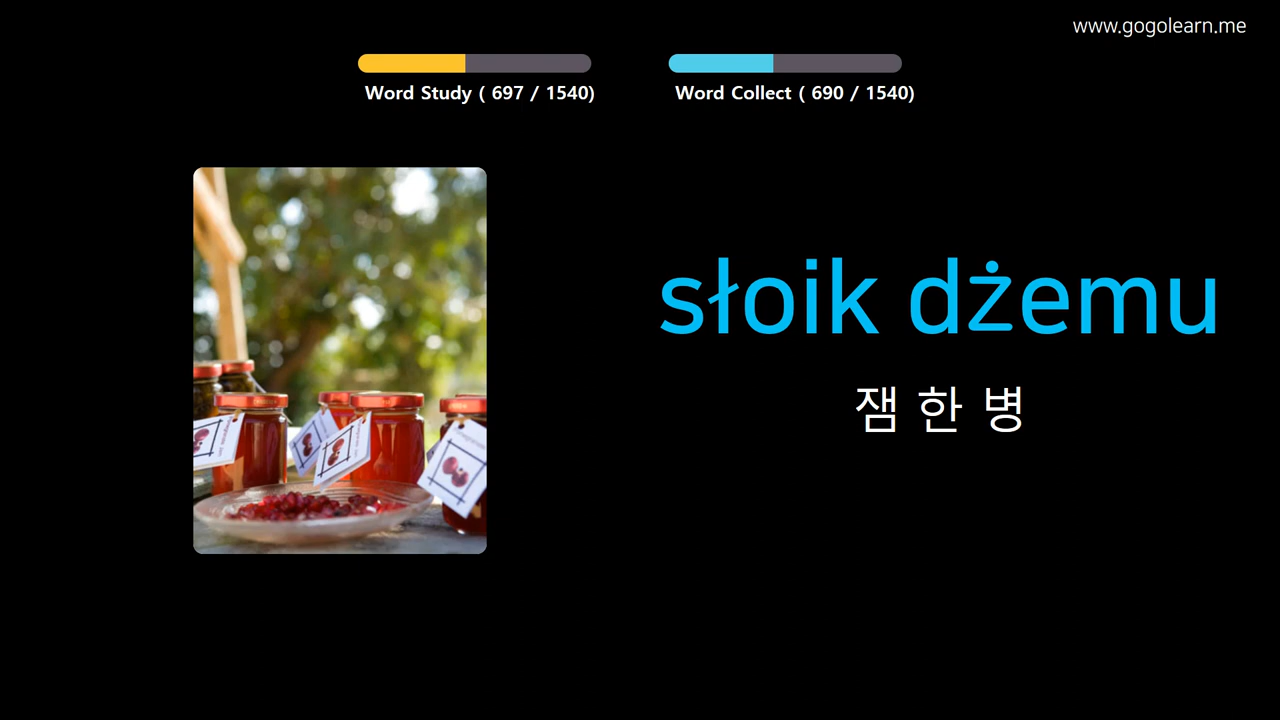 www.gogolearn.me
Word Study ( 697 / 1540)
Word Collect ( 690 / 1540)
słoik dżemu
잼 한 병